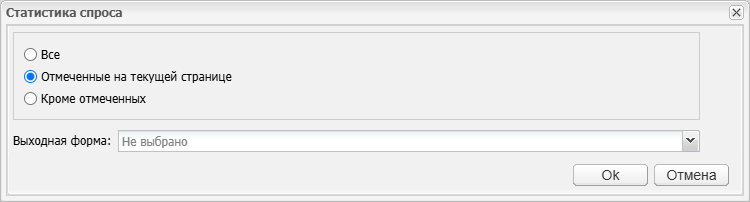 Статистика спроса
Все
Отмеченные на текущей странице
Кроме отмеченных
Выходная форма: Не выбрано
Ok Отмена